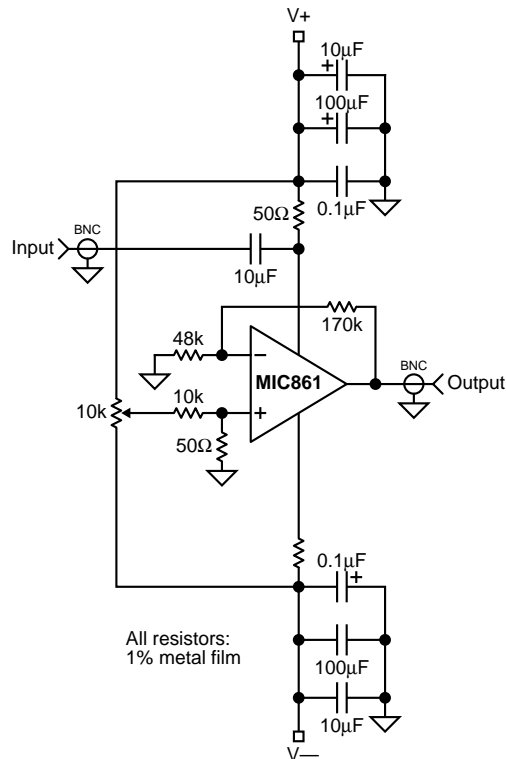 V+
10µF
+
100µF
+
0.1µF
50Ω
BNC
Input
10µF
170k
48k
−
MIC861
BNC
Output
10k
10k
+
50Ω
0.1µF
+
All resistors:
1% metal film
100µF
10µF
V—